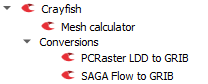 Crayfish
Mesh calculator
Conversions
PCRaster LDD to GRIB
SAGA Flow to GRIB